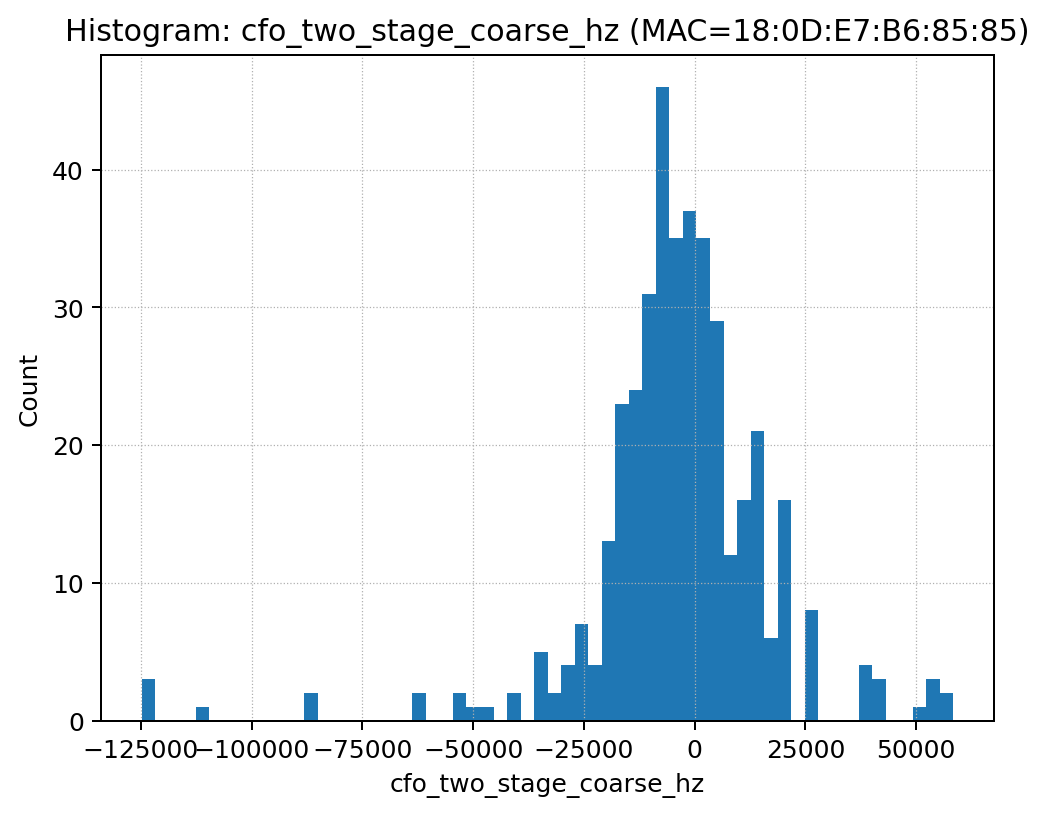 Histogram: cfo_two_stage_coarse_hz (MAC=18:0D:E7:B6:85:85)
40
30
20
10
0
Count
−125000 −100000 −75000 −50000 −25000 0 25000 50000
cfo_two_stage_coarse_hz